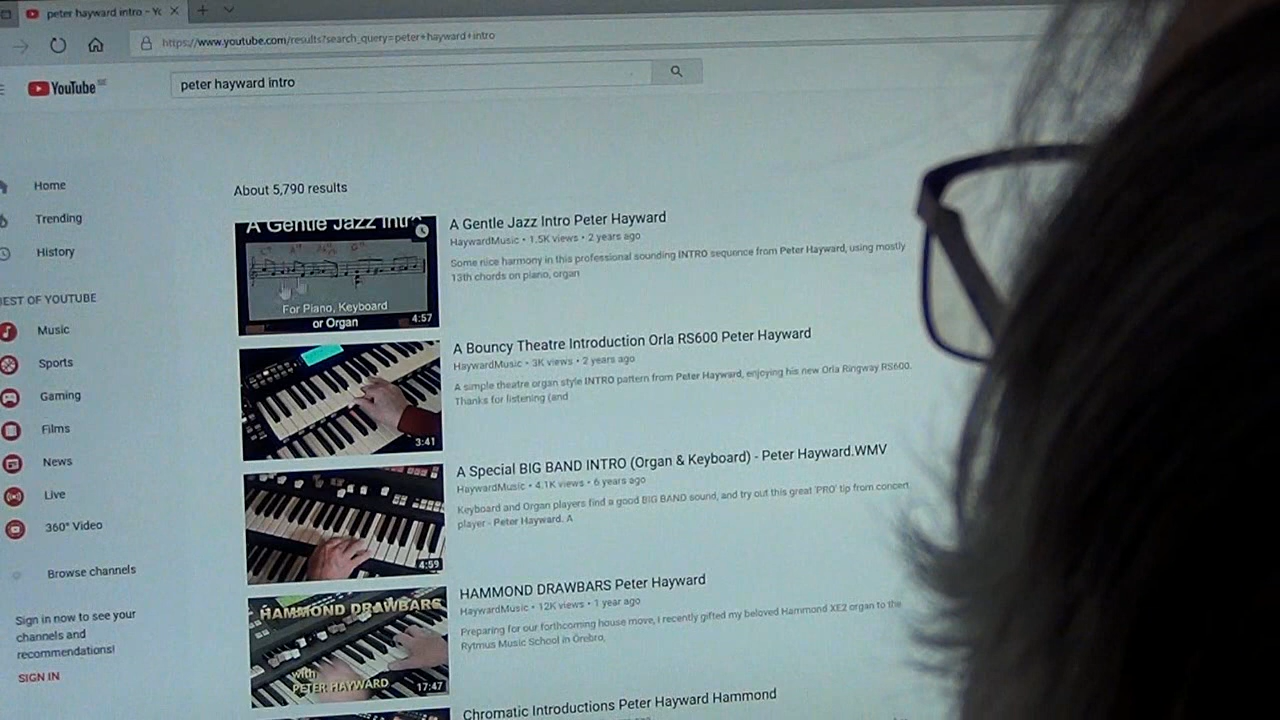 peter hayward intro - Yc
https://www.youtube.com/results?search_query=peter+hayward+intro
YouTube
peter hayward intro
Home
Trending
History
EST OF YOUTUBE
Music
Sports
Gaming
Films
News
Live
360° Video
Browse channels
Sign in now to see your
channels and
recommendations!
SIGN IN
About 5,790 results
A Gentle Jazz Intr
For Piano, Keyboard
or Organ
4:57
A Gentle Jazz Intro Peter Hayward
HaywardMusic • 1.5K views • 2 years ago
Some nice harmony in this professional sounding INTRO sequence from Peter Hayward, using mostly
13th chords on piano, organ
3:41
A Bouncy Theatre Introduction Orla RS600 Peter Hayward
HaywardMusic • 3K views • 2 years ago
A simple theatre organ style INTRO pattern from Peter Hayward, enjoying his new Orla Ringway RS600.
Thanks for listening (and
4:59
A Special BIG BAND INTRO (Organ & Keyboard) - Peter Hayward.WMV
HaywardMusic • 4.1K views • 6 years ago
Keyboard and Organ players find a good BIG BAND sound, and try out this great 'PRO' tip from concert
player - Peter Hayward. A
HAMMOND DRAWBARS
with
PETER HAYWARD
17:47
HAMMOND DRAWBARS Peter Hayward
HaywardMusic • 12K views • 1 year ago
Preparing for our forthcoming house move, I recently gifted my beloved Hammond XE2 organ to the
Rytmus Music School in Örebro,
Chromatic Introductions Peter Hayward Hammond